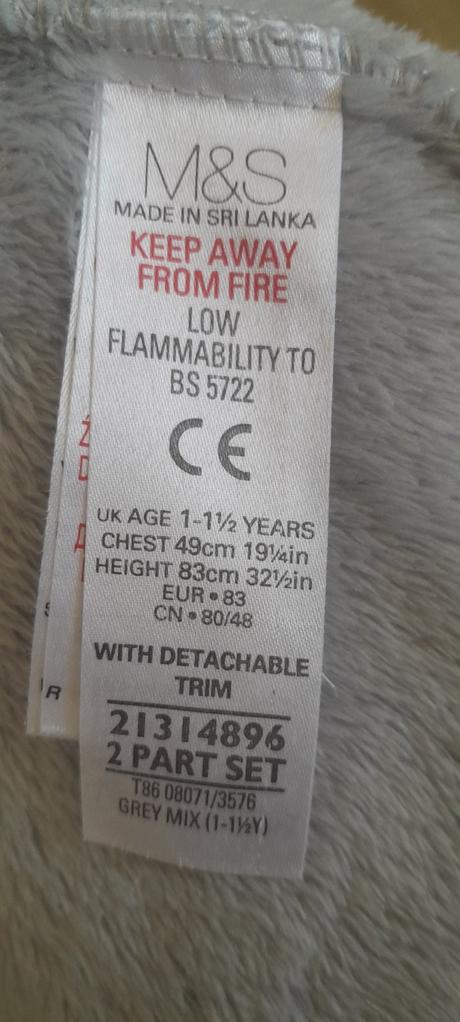 M&S
MADE IN SRI LANKA
KEEP AWAY
FROM FIRE
LOW
FLAMMABILITY TO
BS 5722
CE
UK AGE 1-1½ YEARS
CHEST 49cm 19¼in
HEIGHT 83cm 32½in
EUR • 83
CN • 80/48
WITH DETACHABLE
TRIM
21314896
2 PART SET
T86 08071/3576
GREY MIX (1-1½Y)